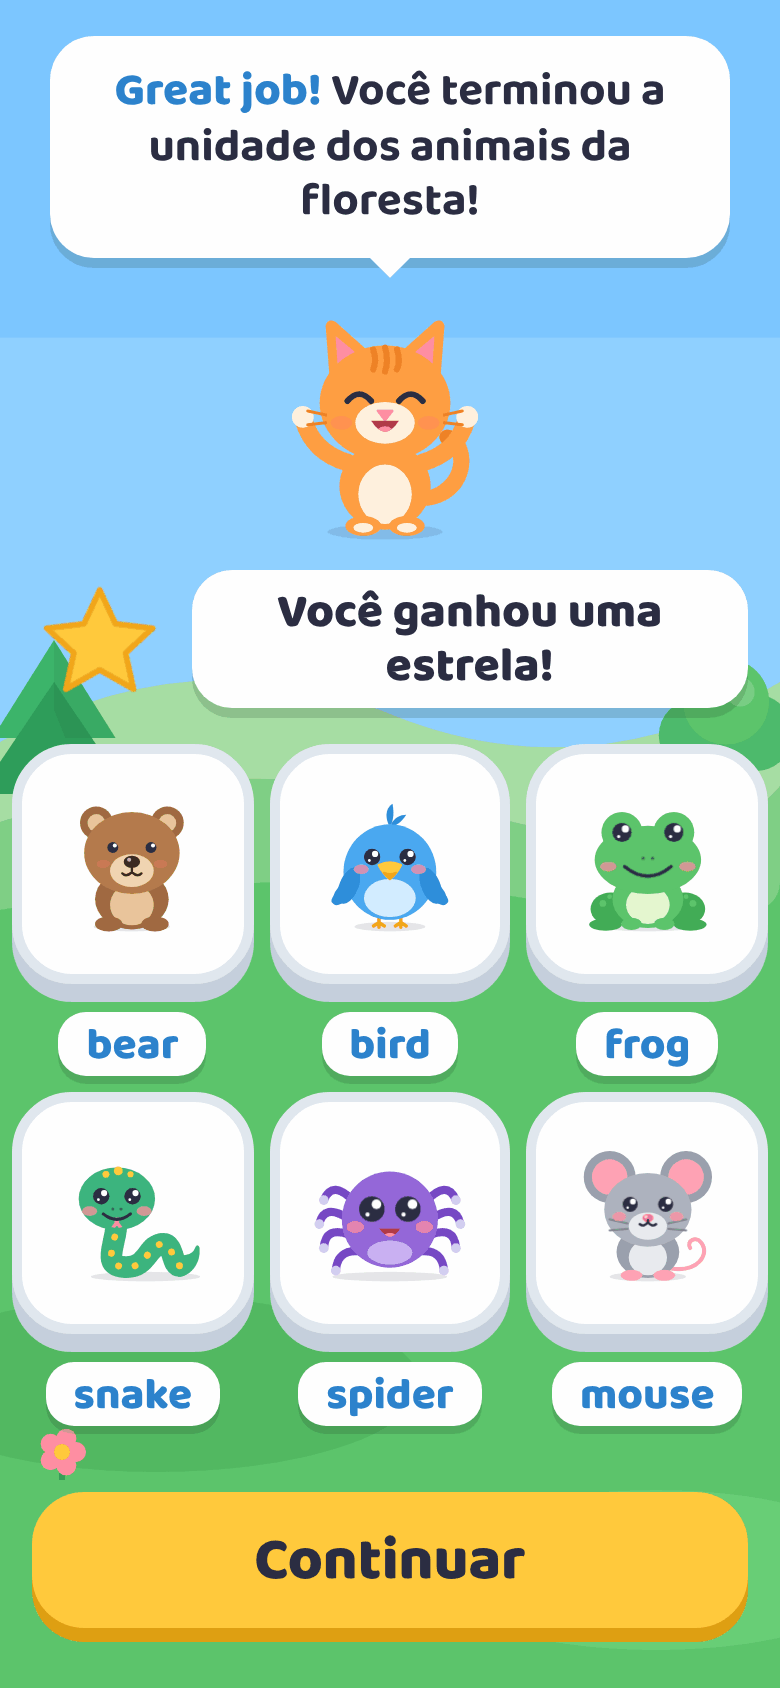 Great job! Você terminou a
unidade dos animais da
floresta!
Você ganhou uma
estrela!
bear
bird
frog
snake
spider
mouse
Continuar